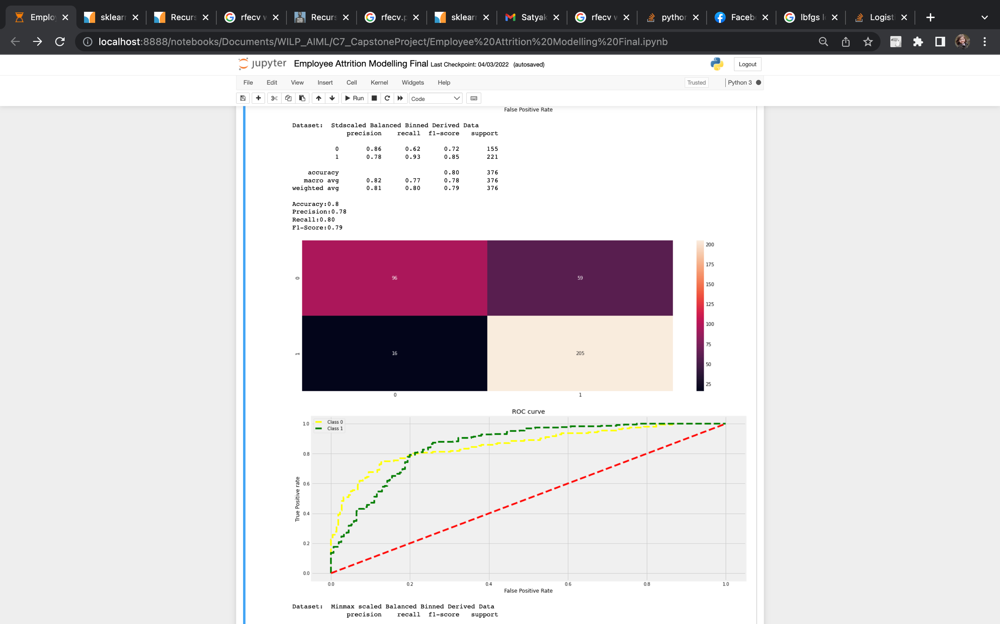 Emplo
sklear
Recurs
rfecv w
Recurs
rfecv.p
sklear
Satyak
rfecv w
python
Faceb
lbfgs l
Logisti
localhost:8888/notebooks/Documents/WILP_AIML/C7_CapstoneProject/Employee%20Attrition%20Modelling%20Final.ipynb
jupyter Employee Attrition Modelling Final Last Checkpoint: 04/03/2022 (autosaved) Logout
File Edit View Insert Cell Kernel Widgets Help Trusted Python 3
Run Code
False Positive Rate
Dataset: Stdscaled Balanced Binned Derived Data
precision recall f1-score support
0 0.86 0.62 0.72 155
1 0.78 0.93 0.85 221
accuracy 0.80 376
macro avg 0.82 0.77 0.78 376
weighted avg 0.81 0.80 0.79 376
Accuracy:0.8
Precision:0.78
Recall:0.80
F1-Score:0.79
200
175
150
125
100
75
50
25
0
96 59
1
16 205
0 1
ROC curve
Class 0
Class 1
True Positive rate
1.0
0.8
0.6
0.4
0.2
0.0
0.0 0.2 0.4 0.6 0.8 1.0
False Positive Rate
Dataset: Minmax scaled Balanced Binned Derived Data
precision recall f1-score support